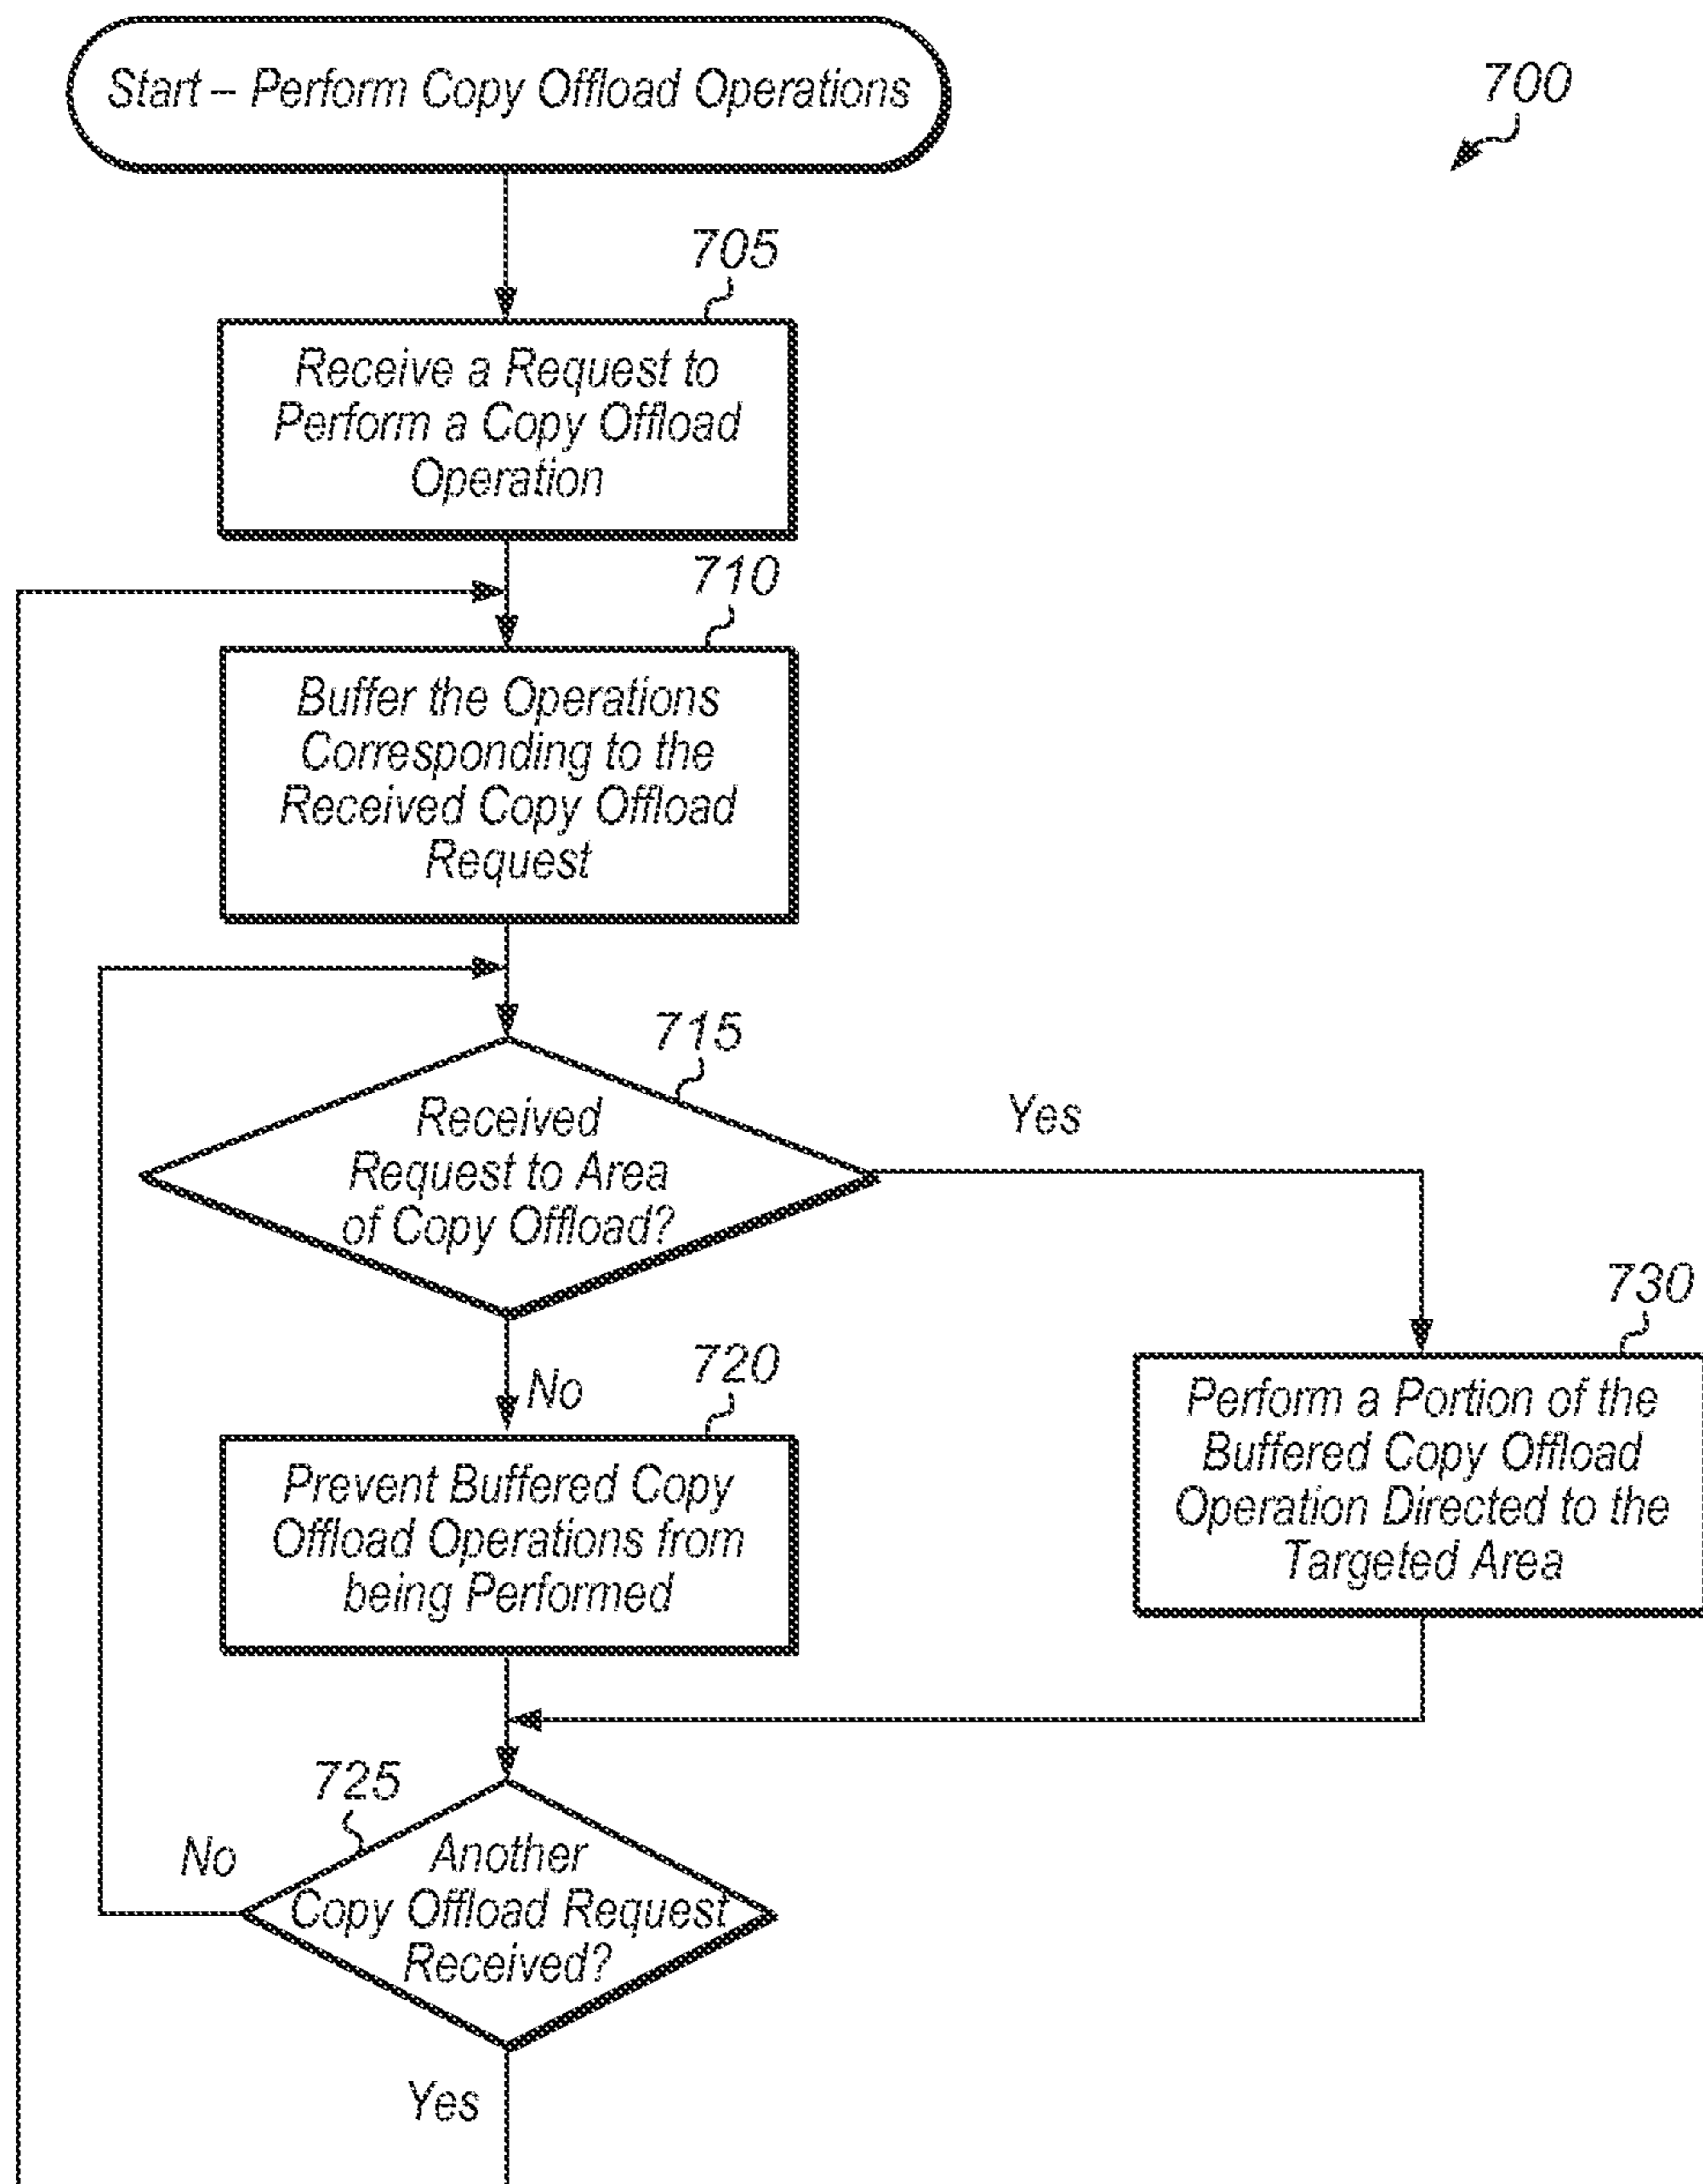 Start – Perform Copy Offload Operations
700
705
Receive a Request to
Perform a Copy Offload
Operation
710
Buffer the Operations
Corresponding to the
Received Copy Offload
Request
715
Received
Request to Area
of Copy Offload?
Yes
No
720
Prevent Buffered Copy
Offload Operations from
being Performed
730
Perform a Portion of the
Buffered Copy Offload
Operation Directed to the
Targeted Area
725
No
Another
Copy Offload Request
Received?
Yes